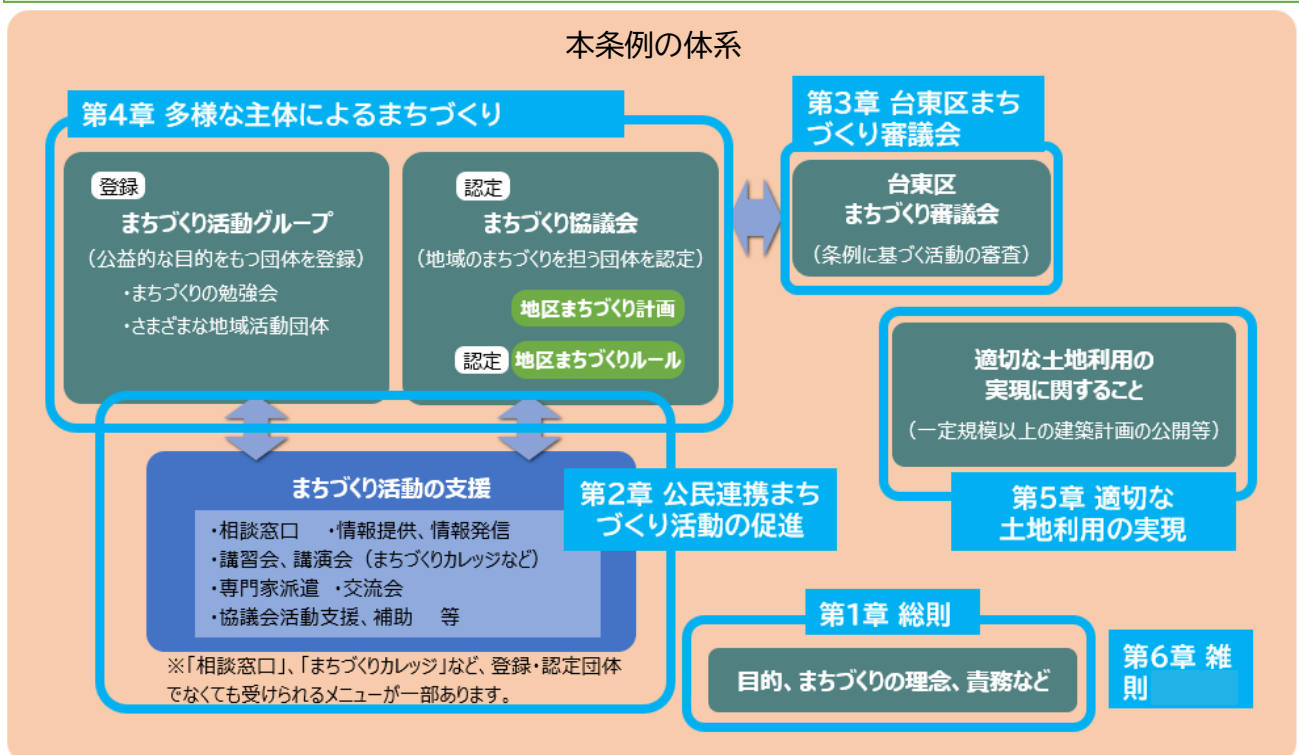 本条例の体系
第4章 多様な主体によるまちづくり
登録
まちづくり活動グループ
（公益的な目的をもつ団体を登録）
・まちづくりの勉強会
・さまざまな地域活動団体
認定
まちづくり協議会
（地域のまちづくりを担う団体を認定）
地区まちづくり計画
認定 地区まちづくりルール
第3章 台東区まち
づくり審議会
台東区
まちづくり審議会
（条例に基づく活動の審査）
適切な土地利用の
実現に関すること
（一定規模以上の建築計画の公開等）
第5章 適切な
土地利用の実現
まちづくり活動の支援
・相談窓口　・情報提供、情報発信
・講習会、講演会（まちづくりカレッジなど）
・専門家派遣 ・交流会
・協議会活動支援、補助　等
第2章 公民連携まち
づくり活動の促進
※「相談窓口」、「まちづくりカレッジ」など、登録・認定団体
でなくても受けられるメニューが一部あります。
第1章 総則
目的、まちづくりの理念、責務など
第6章 雑
則